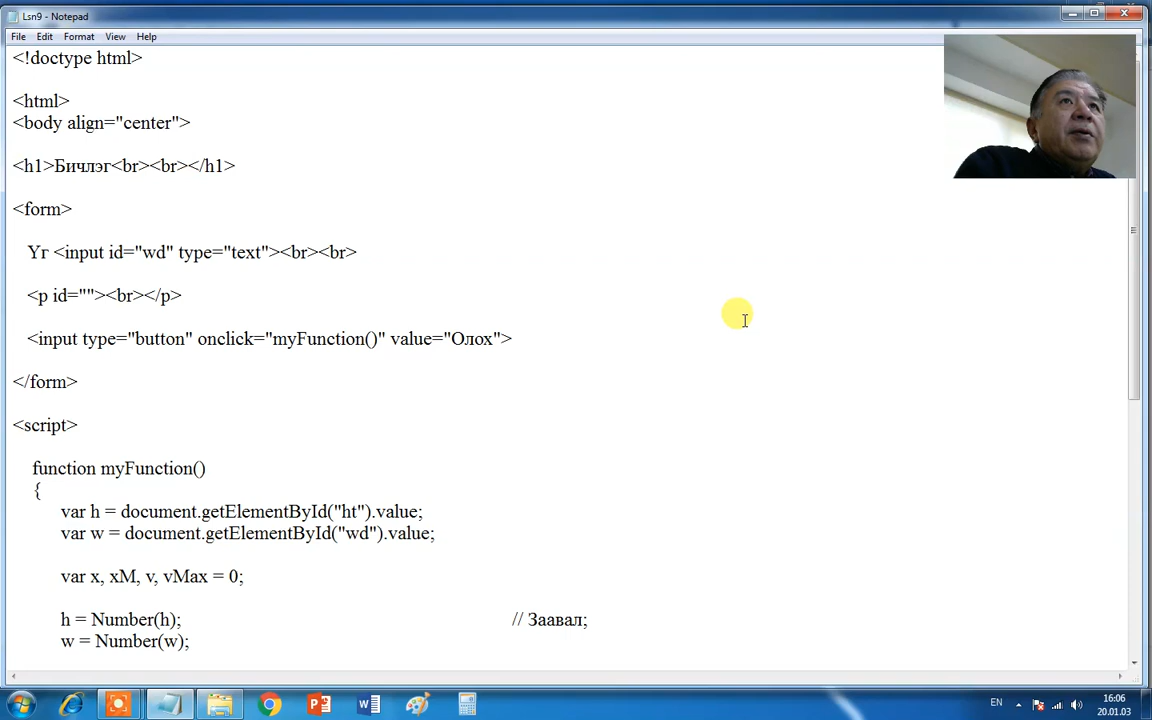 Lsn9 - Notepad
File Edit Format View Help
<!doctype html>
<html>
<body align="center">
<h1>Бичлэг<br><br></h1>
<form>
Үг <input id="wd" type="text"><br><br>
<p id=""><br></p>
<input type="button" onclick="myFunction()" value="Олох">
</form>
<script>
function myFunction()
{
var h = document.getElementById("ht").value;
var w = document.getElementById("wd").value;
var x, xM, v, vMax = 0;
h = Number(h); // Заавал;
w = Number(w);
EN
16:06
20.01.03